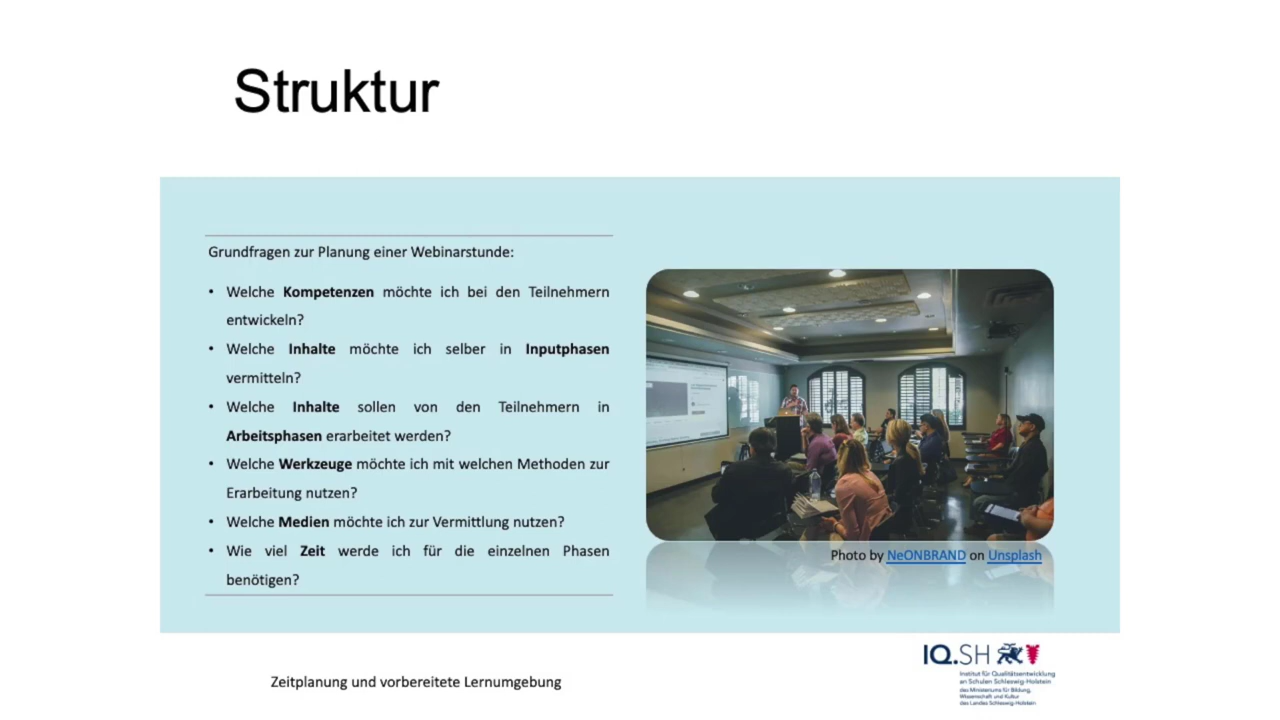 Struktur
Grundfragen zur Planung einer Webinarstunde:
• Welche Kompetenzen möchte ich bei den Teilnehmern
entwickeln?
• Welche Inhalte möchte ich selber in Inputphasen
vermitteln?
• Welche Inhalte sollen von den Teilnehmern in
Arbeitsphasen erarbeitet werden?
• Welche Werkzeuge möchte ich mit welchen Methoden zur
Erarbeitung nutzen?
• Welche Medien möchte ich zur Vermittlung nutzen?
• Wie viel Zeit werde ich für die einzelnen Phasen
benötigen?
Photo by NeONBRAND on Unsplash
Zeitplanung und vorbereitete Lernumgebung
IQ.SH
Institut für Qualitätsentwicklung
an Schulen Schleswig-Holstein
des Ministeriums für Bildung,
Wissenschaft und Kultur
des Landes Schleswig-Holstein